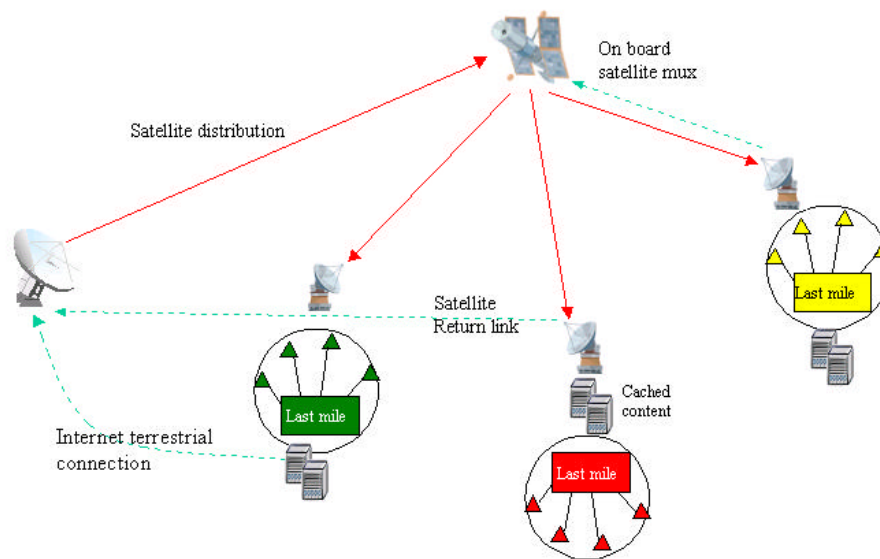 On board
satellite mux
Satellite distribution
Last mile
Satellite
Return link
Cached
content
Last mile
Internet terrestrial
connection
Last mile